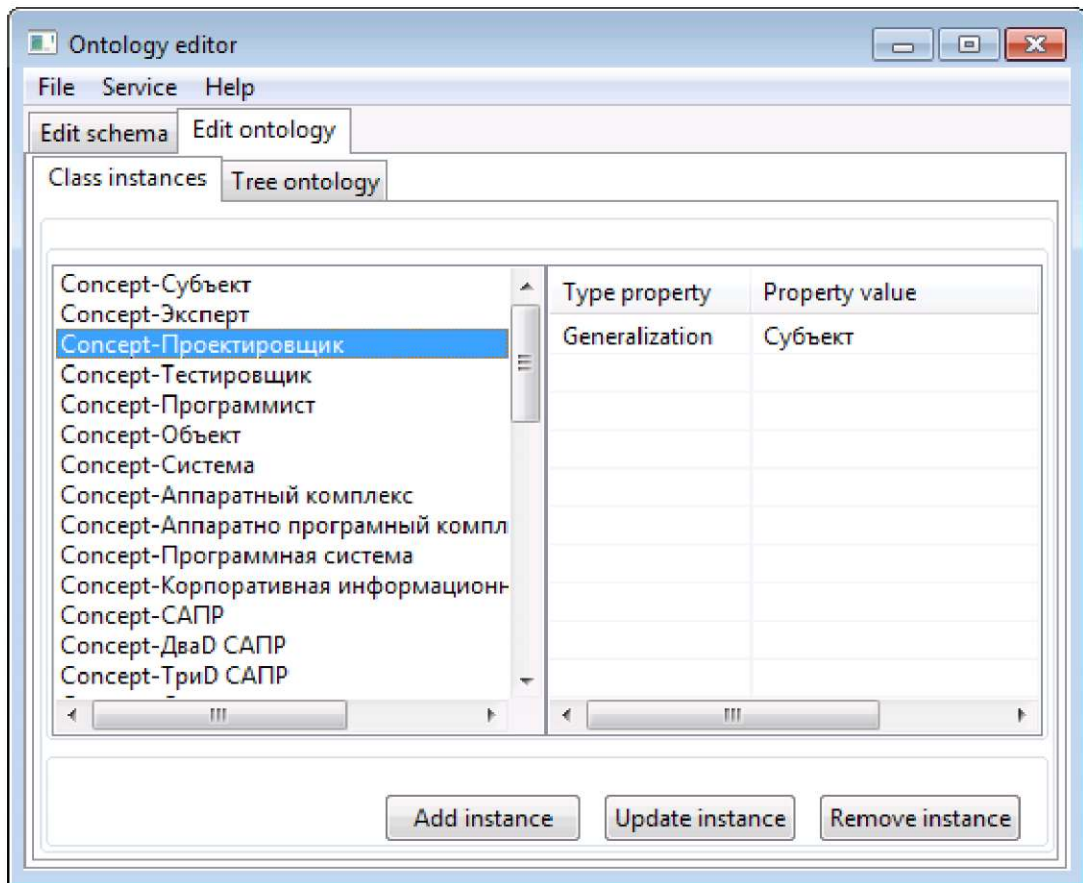 Ontology editor
File Service Help
Edit schema Edit ontology
Class instances Tree ontology
Concept-Субъект
Concept-Эксперт
Concept-Проектировщик
Concept-Тестировщик
Concept-Программист
Concept-Объект
Concept-Система
Concept-Аппаратный комплекс
Concept-Аппаратно програмный компл
Concept-Программная система
Concept-Корпоративная информационн
Concept-САПР
Concept-ДваD САПР
Concept-ТриD САПР
Type property Property value
Generalization Субъект
Add instance Update instance Remove instance